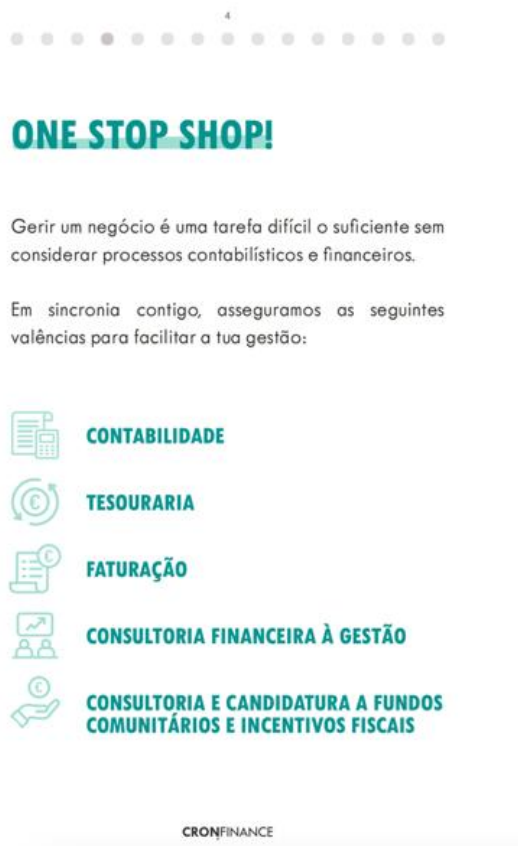 4
ONE STOP SHOP!
Gerir um negócio é uma tarefa difícil o suficiente sem
considerar processos contabilísticos e financeiros.
Em sincronia contigo, asseguramos as seguintes
valências para facilitar a tua gestão:
CONTABILIDADE
TESOURARIA
FATURAÇÃO
CONSULTORIA FINANCEIRA À GESTÃO
CONSULTORIA E CANDIDATURA A FUNDOS
COMUNITÁRIOS E INCENTIVOS FISCAIS
CRONFINANCE